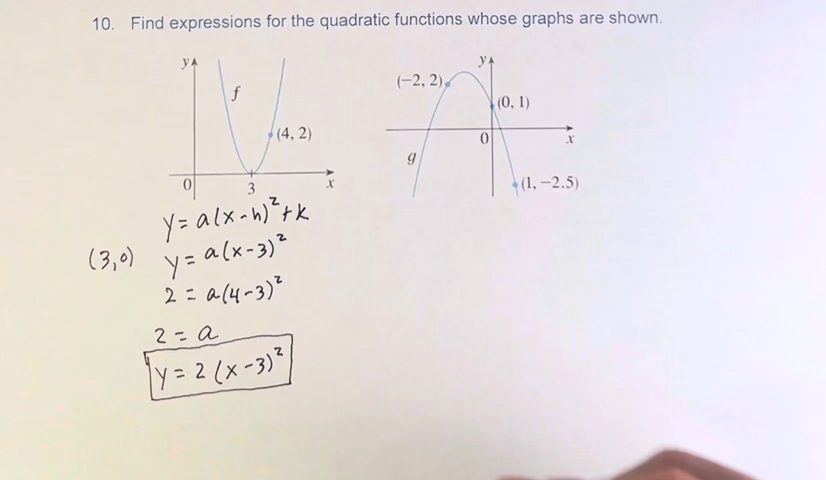 10. Find expressions for the quadratic functions whose graphs are shown.
y
f
(4, 2)
0
3
x
y
(−2, 2)
(0, 1)
0
x
g
(1, −2.5)
y = a(x-h)² + k
(3,0) y = a(x-3)²
2 = a(4-3)²
2 = a
y = 2(x-3)²